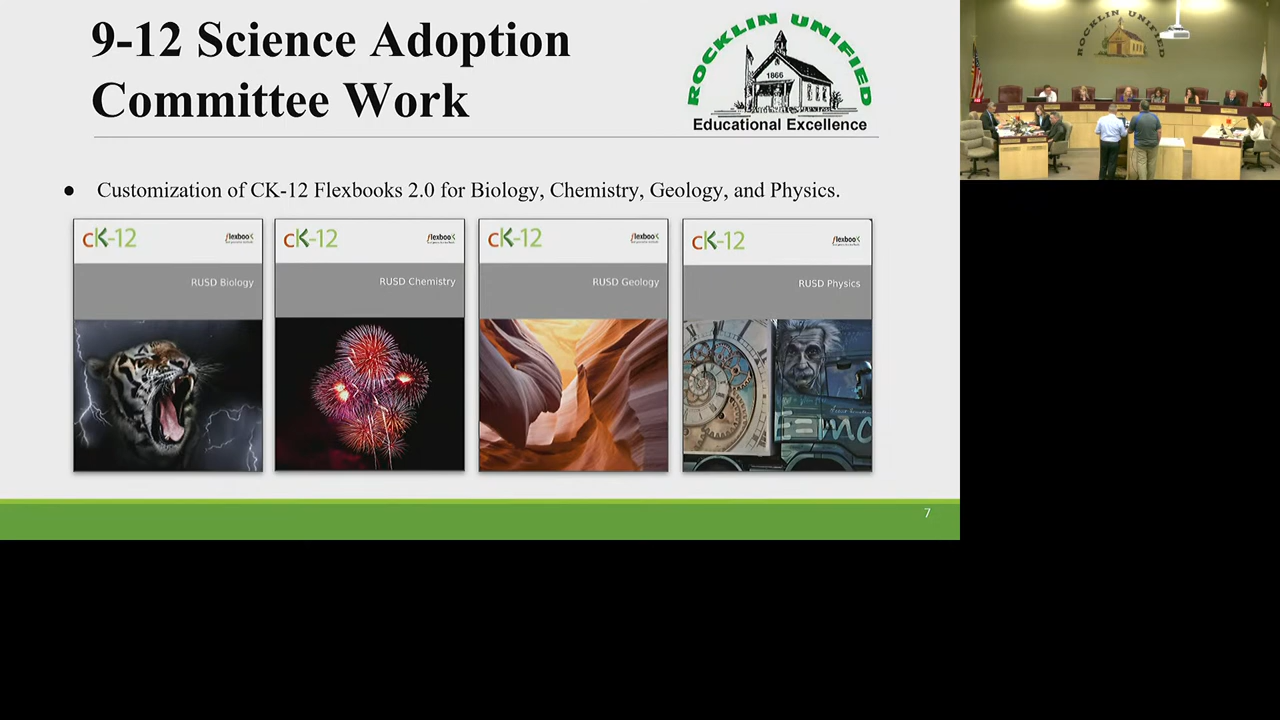 9-12 Science Adoption
Committee Work
ROCKLIN UNIFIED
1866
Educational Excellence
● Customization of CK-12 Flexbooks 2.0 for Biology, Chemistry, Geology, and Physics.
cK-12
flexbook
RUSD Biology
cK-12
flexbook
RUSD Chemistry
cK-12
flexbook
RUSD Geology
cK-12
flexbook
RUSD Physics
E=mc
7
ROCKLIN UNIFIED